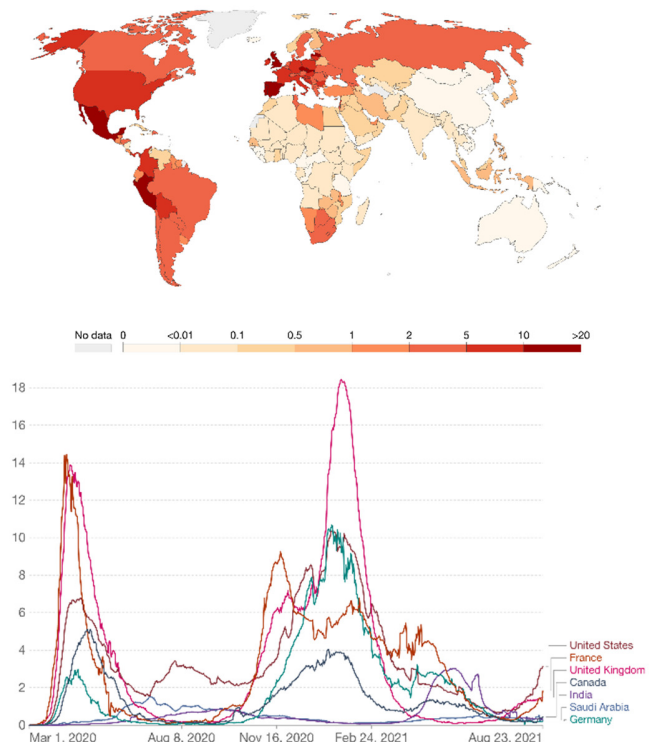 No data 0 <0.01 0.1 0.5 1 2 5 10 >20
18
16
14
12
10
8
6
4
2
0
United States
France
United Kingdom
Canada
India
Saudi Arabia
Germany
Mar 1, 2020 Aug 8, 2020 Nov 16, 2020 Feb 24, 2021 Aug 23, 2021